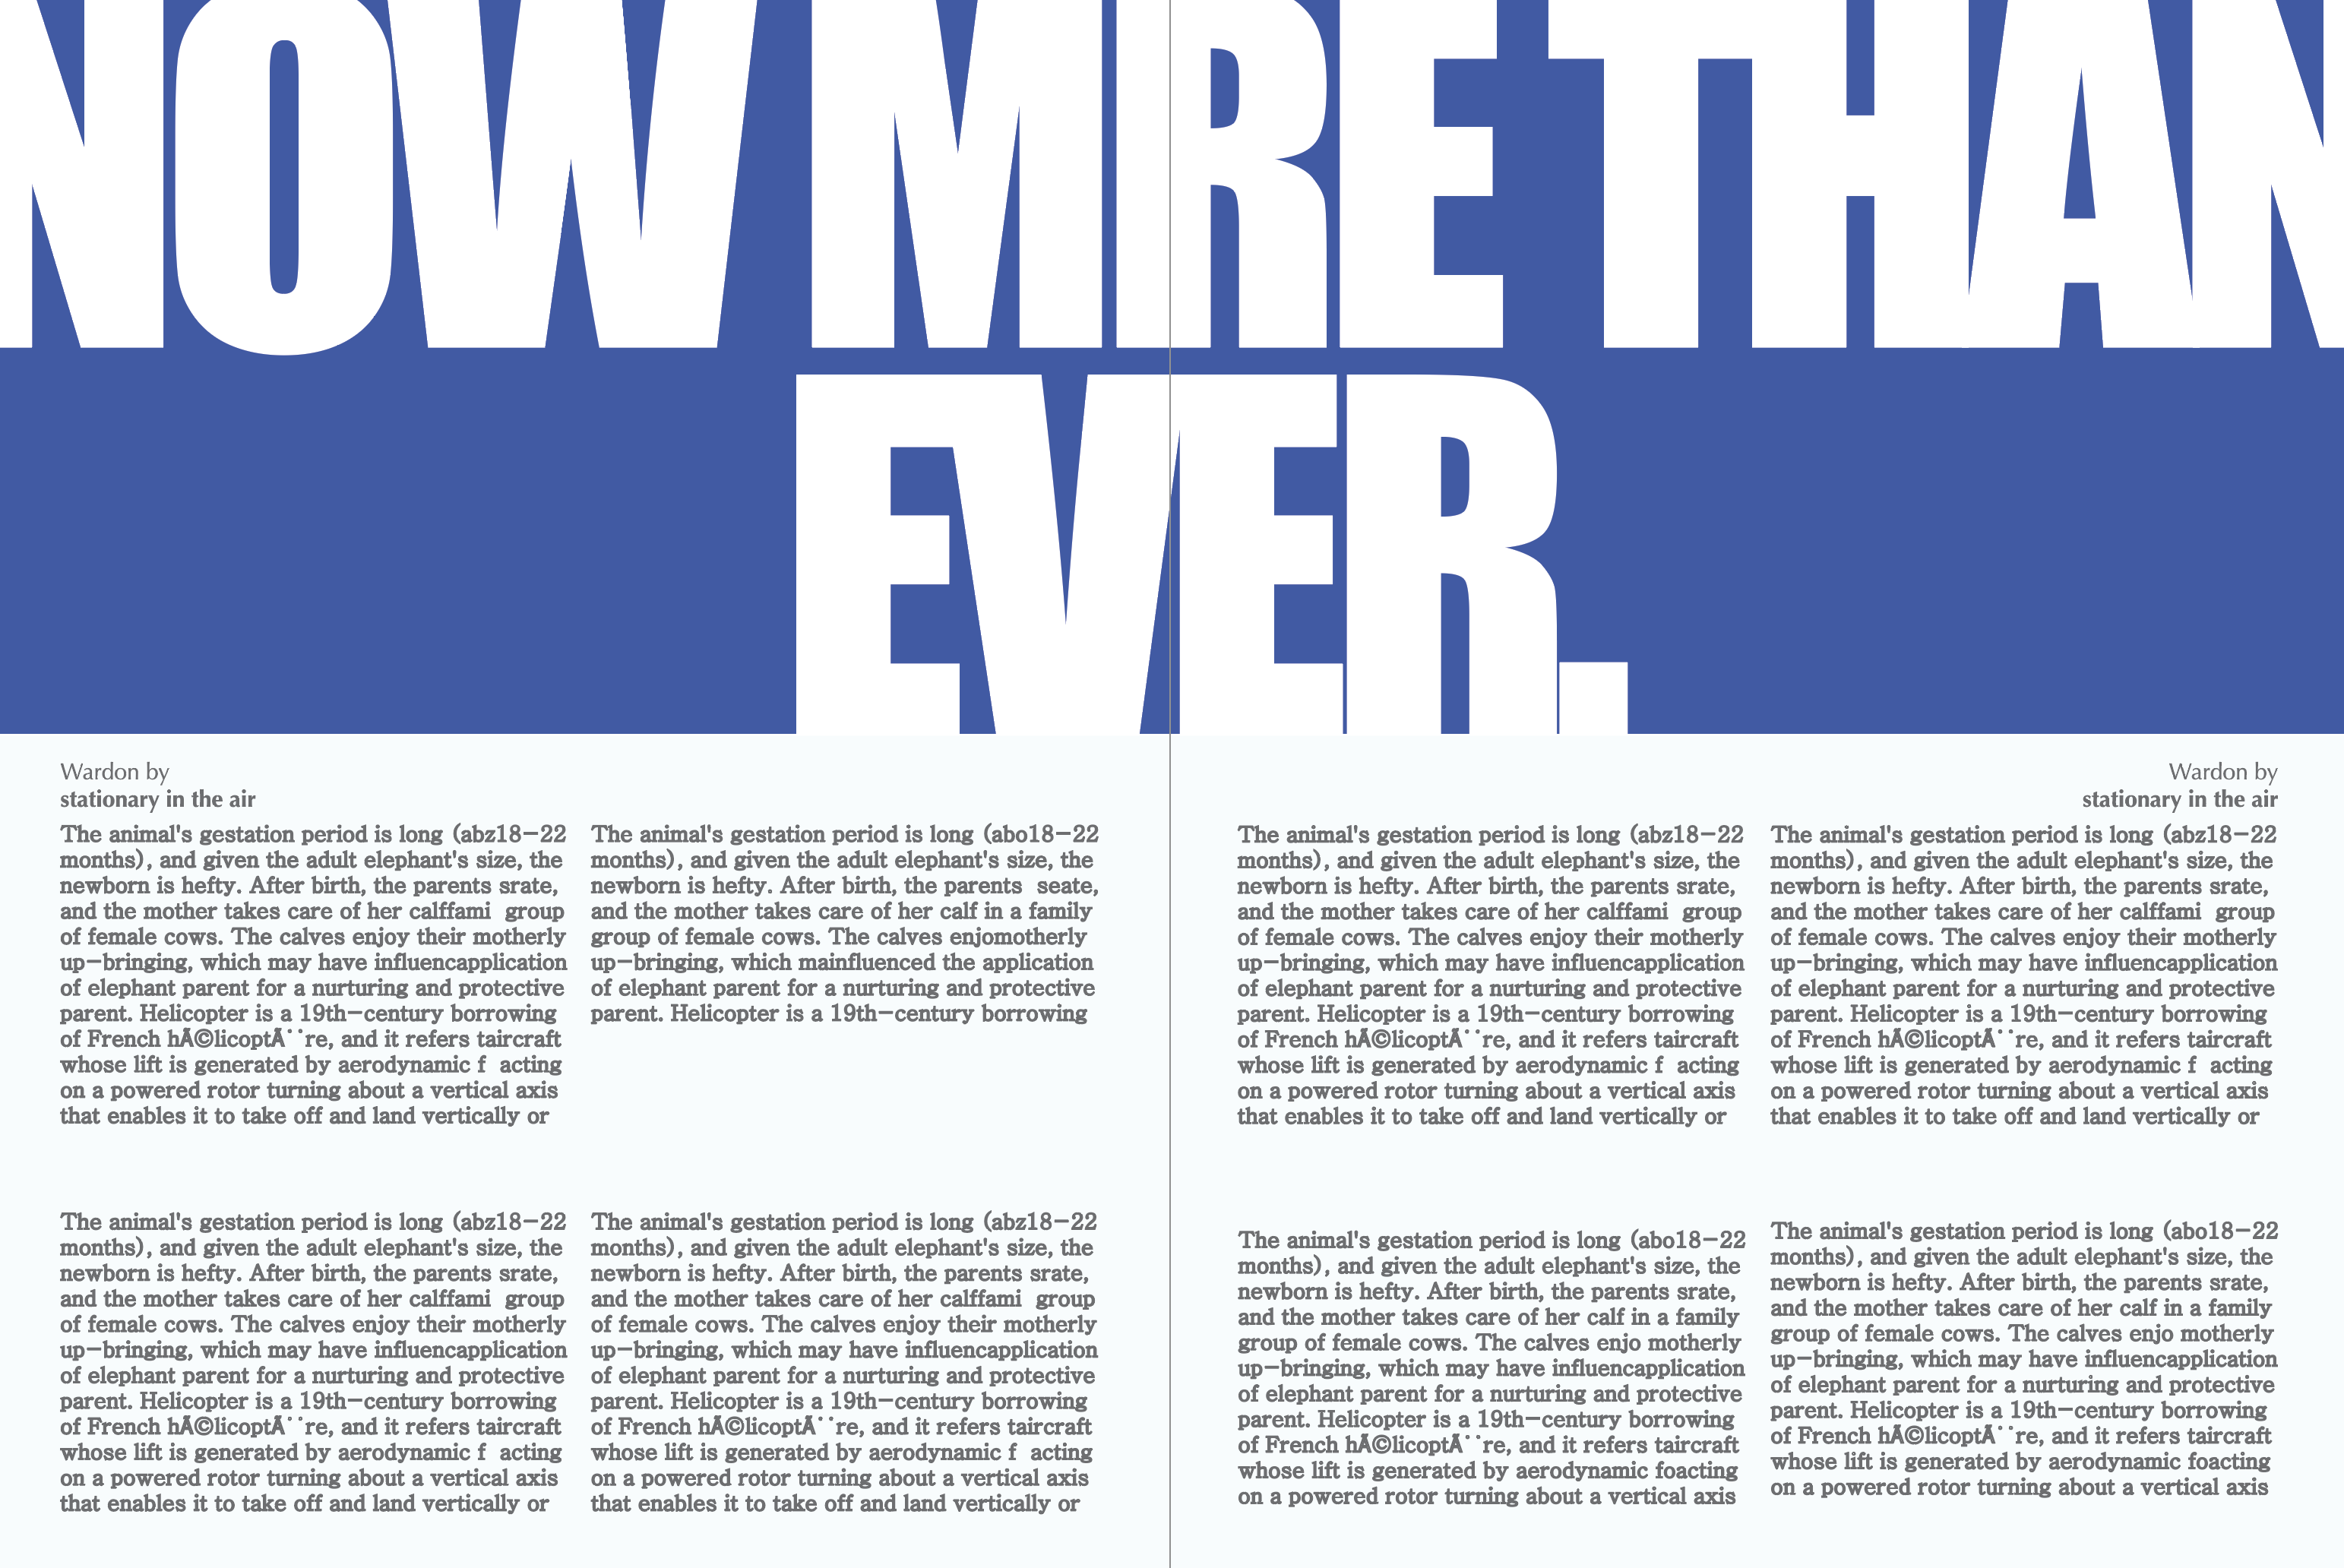 NOW MRE THAN
EVER.
Wardon by
stationary in the air
The animal's gestation period is long (abz18-22
months), and given the adult elephant's size, the
newborn is hefty. After birth, the parents srate,
and the mother takes care of her calffami  group
of female cows. The calves enjoy their motherly
up-bringing, which may have influencapplication
of elephant parent for a nurturing and protective
parent. Helicopter is a 19th-century borrowing
of French hÃ©licoptÃ¨re, and it refers taircraft
whose lift is generated by aerodynamic f  acting
on a powered rotor turning about a vertical axis
that enables it to take off and land vertically or
The animal's gestation period is long (abo18-22
months), and given the adult elephant's size, the
newborn is hefty. After birth, the parents  seate,
and the mother takes care of her calf in a family
group of female cows. The calves enjomotherly
up-bringing, which mainfluenced the application
of elephant parent for a nurturing and protective
parent. Helicopter is a 19th-century borrowing
The animal's gestation period is long (abz18-22
months), and given the adult elephant's size, the
newborn is hefty. After birth, the parents srate,
and the mother takes care of her calffami  group
of female cows. The calves enjoy their motherly
up-bringing, which may have influencapplication
of elephant parent for a nurturing and protective
parent. Helicopter is a 19th-century borrowing
of French hÃ©licoptÃ¨re, and it refers taircraft
whose lift is generated by aerodynamic f  acting
on a powered rotor turning about a vertical axis
that enables it to take off and land vertically or
The animal's gestation period is long (abz18-22
months), and given the adult elephant's size, the
newborn is hefty. After birth, the parents srate,
and the mother takes care of her calffami  group
of female cows. The calves enjoy their motherly
up-bringing, which may have influencapplication
of elephant parent for a nurturing and protective
parent. Helicopter is a 19th-century borrowing
of French hÃ©licoptÃ¨re, and it refers taircraft
whose lift is generated by aerodynamic f  acting
on a powered rotor turning about a vertical axis
that enables it to take off and land vertically or
Wardon by
stationary in the air
The animal's gestation period is long (abz18-22
months), and given the adult elephant's size, the
newborn is hefty. After birth, the parents srate,
and the mother takes care of her calffami  group
of female cows. The calves enjoy their motherly
up-bringing, which may have influencapplication
of elephant parent for a nurturing and protective
parent. Helicopter is a 19th-century borrowing
of French hÃ©licoptÃ¨re, and it refers taircraft
whose lift is generated by aerodynamic f  acting
on a powered rotor turning about a vertical axis
that enables it to take off and land vertically or
The animal's gestation period is long (abz18-22
months), and given the adult elephant's size, the
newborn is hefty. After birth, the parents srate,
and the mother takes care of her calffami  group
of female cows. The calves enjoy their motherly
up-bringing, which may have influencapplication
of elephant parent for a nurturing and protective
parent. Helicopter is a 19th-century borrowing
of French hÃ©licoptÃ¨re, and it refers taircraft
whose lift is generated by aerodynamic f  acting
on a powered rotor turning about a vertical axis
that enables it to take off and land vertically or
The animal's gestation period is long (abo18-22
months), and given the adult elephant's size, the
newborn is hefty. After birth, the parents srate,
and the mother takes care of her calf in a family
group of female cows. The calves enjo motherly
up-bringing, which may have influencapplication
of elephant parent for a nurturing and protective
parent. Helicopter is a 19th-century borrowing
of French hÃ©licoptÃ¨re, and it refers taircraft
whose lift is generated by aerodynamic foacting
on a powered rotor turning about a vertical axis
The animal's gestation period is long (abo18-22
months), and given the adult elephant's size, the
newborn is hefty. After birth, the parents srate,
and the mother takes care of her calf in a family
group of female cows. The calves enjo motherly
up-bringing, which may have influencapplication
of elephant parent for a nurturing and protective
parent. Helicopter is a 19th-century borrowing
of French hÃ©licoptÃ¨re, and it refers taircraft
whose lift is generated by aerodynamic foacting
on a powered rotor turning about a vertical axis